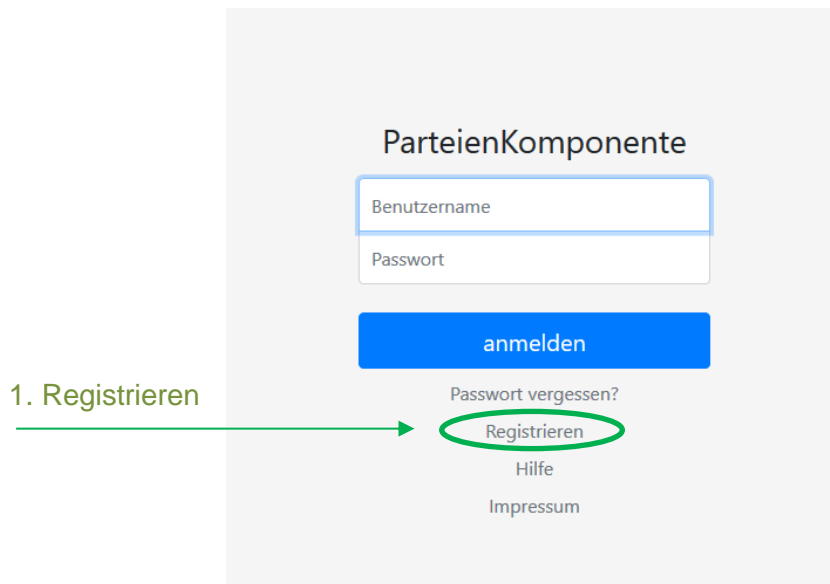 ParteienKomponente
Benutzername
Passwort
anmelden
Passwort vergessen?
1. Registrieren
Registrieren
Hilfe
Impressum